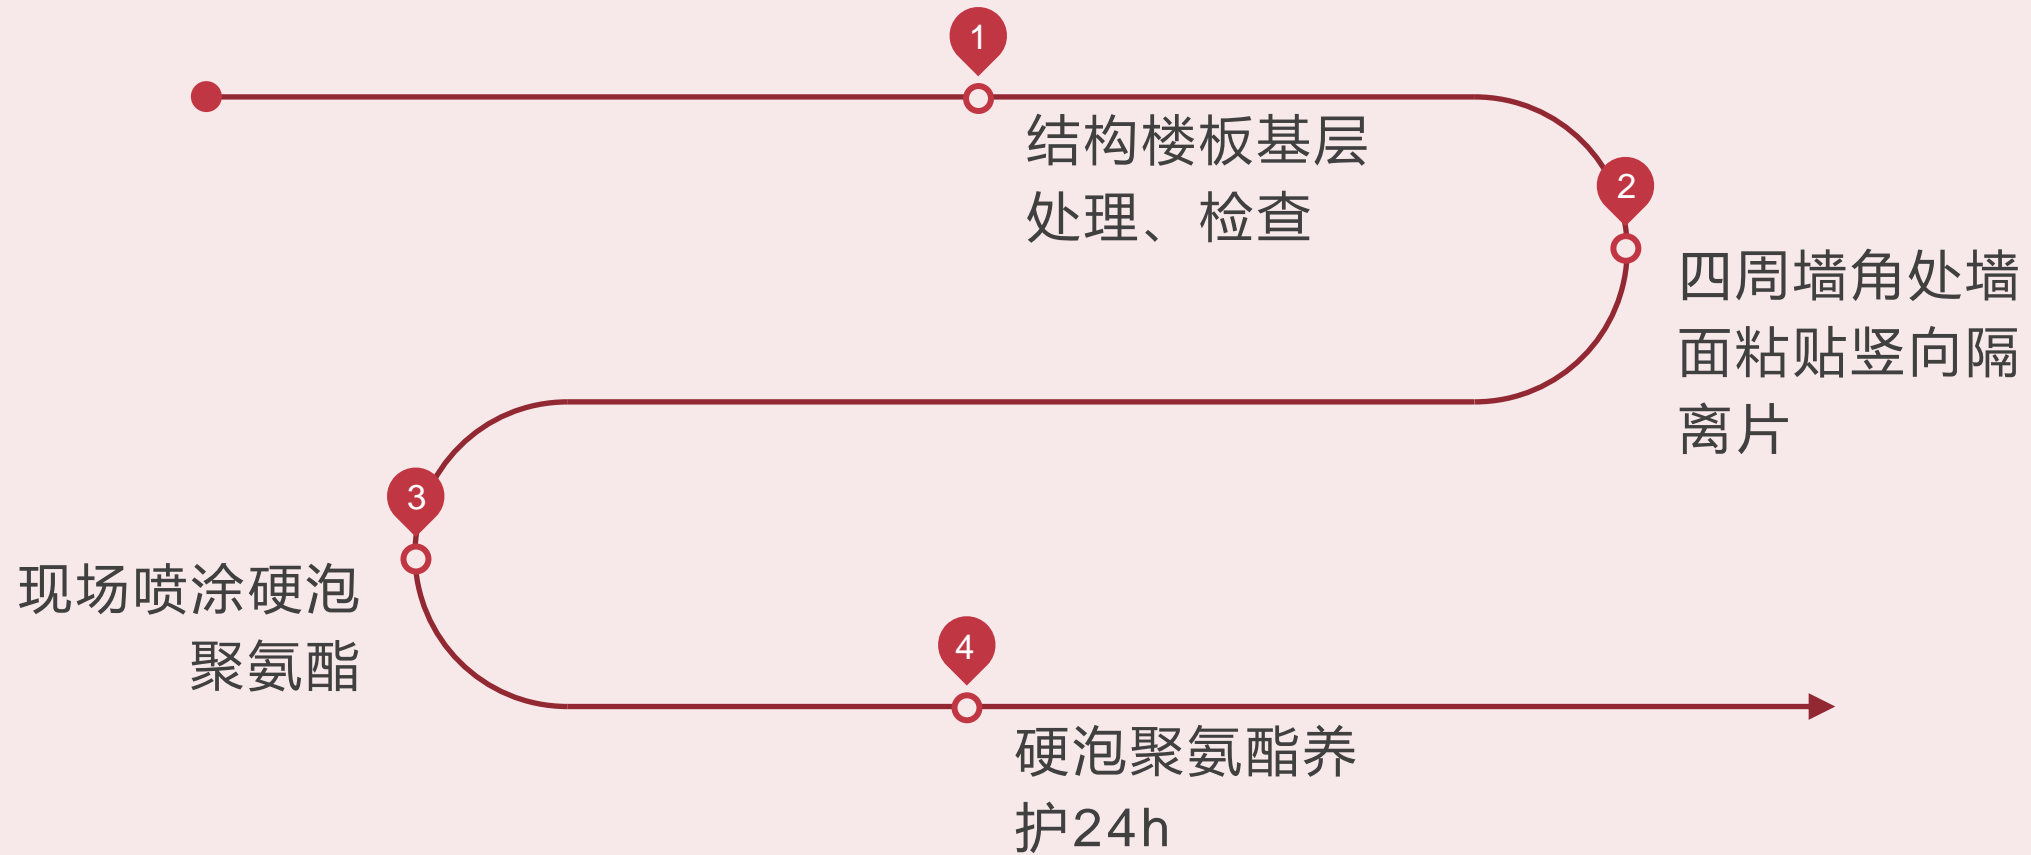 1
结构楼板基层
处理、检查
2
四周墙角处墙
面粘贴竖向隔
离片
3
现场喷涂硬泡
聚氨酯
4
硬泡聚氨酯养
护24h